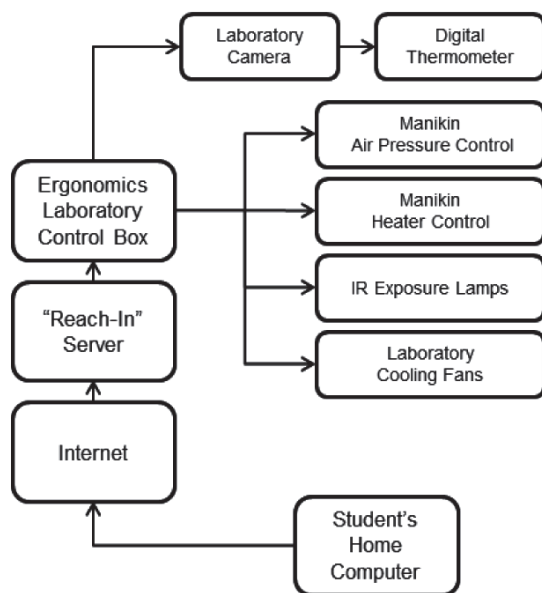 Laboratory
Camera
Digital
Thermometer
Manikin
Air Pressure Control
Ergonomics
Laboratory
Control Box
Manikin
Heater Control
IR Exposure Lamps
“Reach-In”
Server
Laboratory
Cooling Fans
Internet
Student’s
Home
Computer